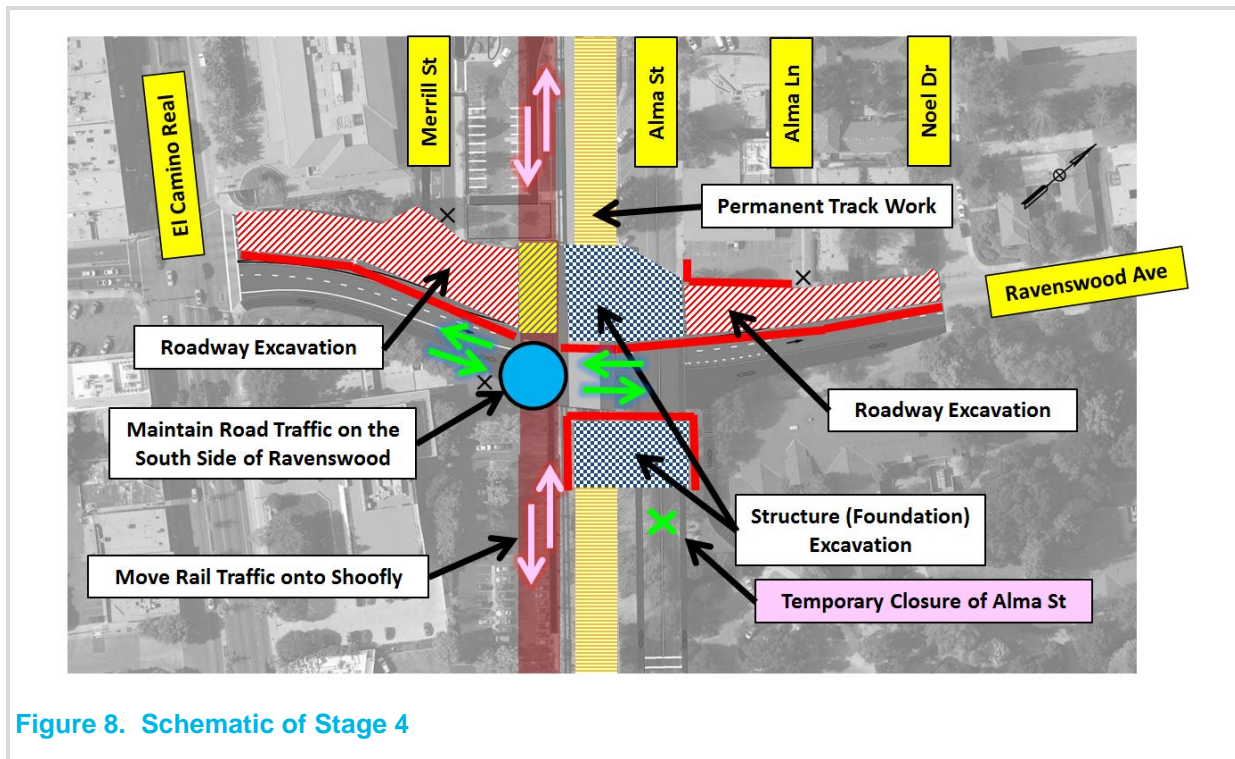 El Camino Real
Merrill St
Alma St
Alma Ln
Noel Dr
Permanent Track Work
Ravenswood Ave
Roadway Excavation
Roadway Excavation
Maintain Road Traffic on the
South Side of Ravenswood
Structure (Foundation)
Excavation
Move Rail Traffic onto Shoofly
Temporary Closure of Alma St
Figure 8. Schematic of Stage 4